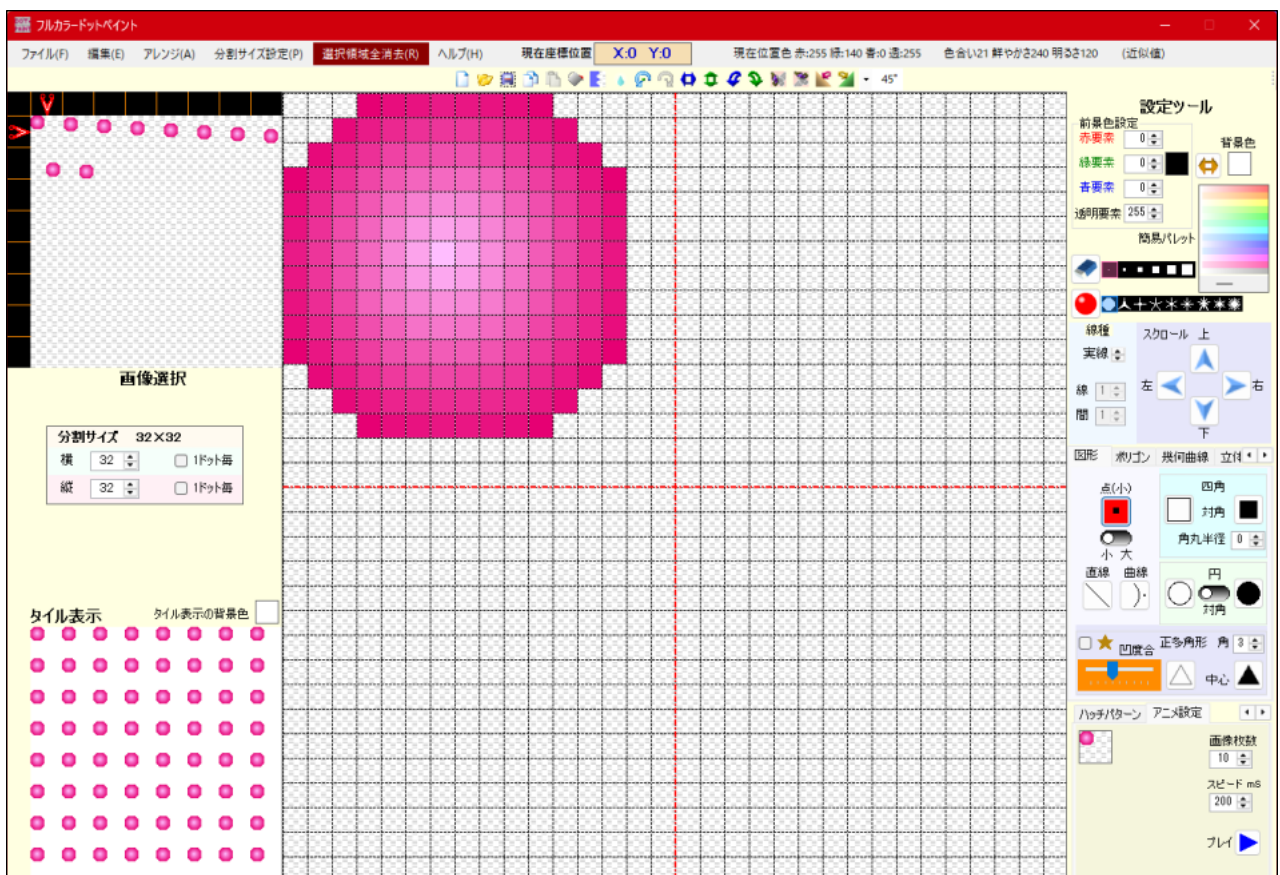 フルカラードットペイント
ファイル(F) 編集(E) アレンジ(A) 分割サイズ設定(P) 選択領域全消去(R) ヘルプ(H) 現在座標位置 X:0 Y:0 現在位置色 赤:255 緑:140 青:0 透:255 色合い21 鮮やかさ240 明るさ120 (近似値)
45°
画像選択
分割サイズ 32×32
横 32 1ドット毎
縦 32 1ドット毎
タイル表示 タイル表示の背景色
設定ツール
前景色設定
赤要素 0 背景色
緑要素 0
青要素 0
透明要素 255
簡易パレット
線種
実線
線 1
間 1
スクロール 上
左 右
下
図形 ポリゴン 幾何曲線 立体
点(小) 四角
対角
小 大 角丸半径 0
直線 曲線 円
対角
凹度合 正多角形 角 3
中心
ハッチパターン アニメ設定
画像枚数
10
スピード mS
200
プレイ